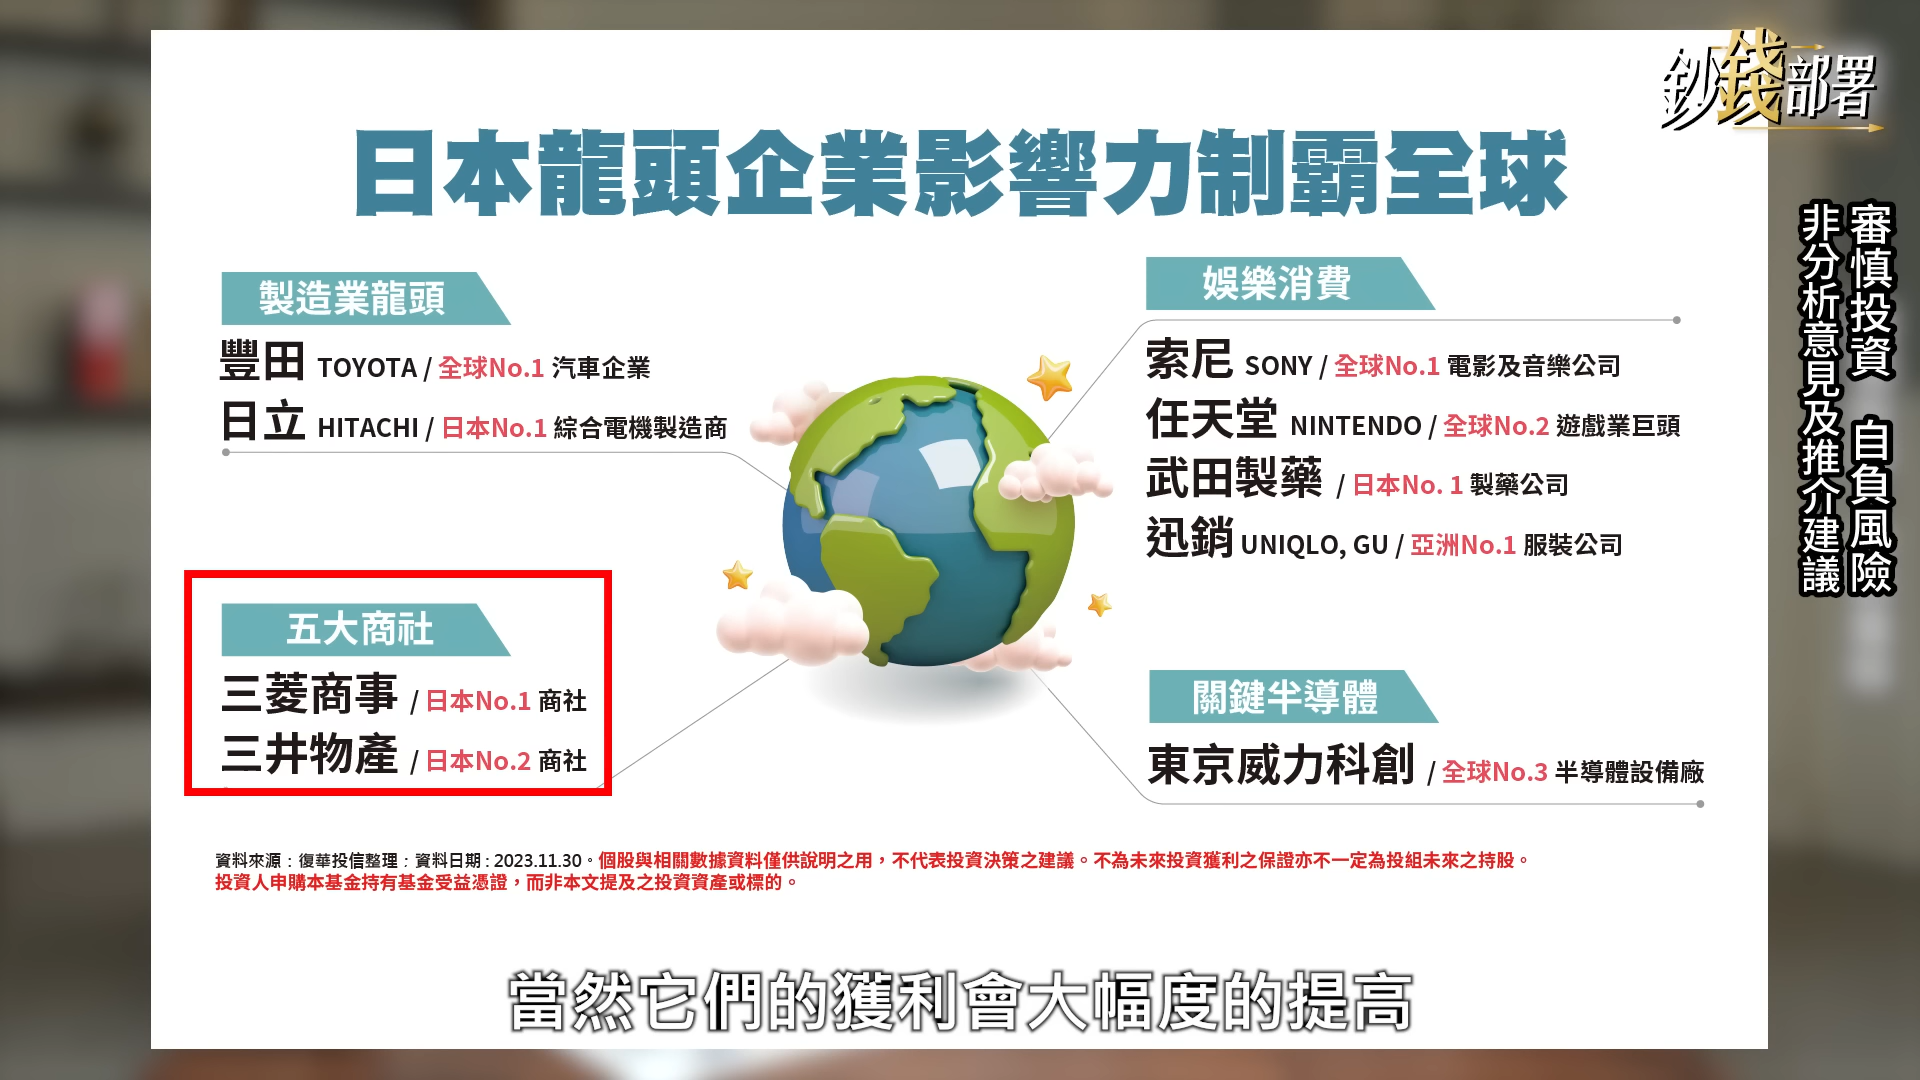 鈔錢部署
日本龍頭企業影響力制霸全球
製造業龍頭
豐田 TOYOTA / 全球No.1 汽車企業
日立 HITACHI / 日本No.1 綜合電機製造商
五大商社
三菱商事 / 日本No.1 商社
三井物產 / 日本No.2 商社
娛樂消費
索尼 SONY / 全球No.1 電影及音樂公司
任天堂 NINTENDO / 全球No.2 遊戲業巨頭
武田製藥 / 日本No. 1 製藥公司
迅銷 UNIQLO, GU / 亞洲No.1 服裝公司
關鍵半導體
東京威力科創 / 全球No.3 半導體設備廠
資料來源：復華投信整理；資料日期：2023.11.30。個股與相關數據資料僅供說明之用，不代表投資決策之建議。不為未來投資獲利之保證亦不一定為投組未來之持股。
投資人申購本基金持有基金受益憑證，而非本文提及之投資資產或標的。
審慎投資 自負風險
非分析意見及推介建議
當然它們的獲利會大幅度的提高